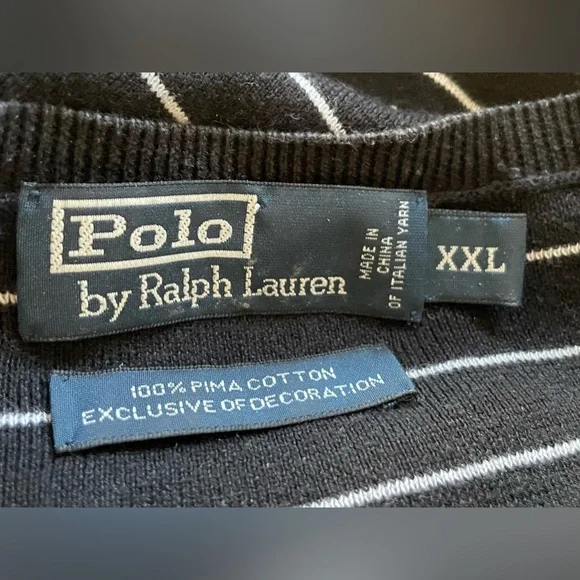 Polo
by Ralph Lauren
MADE IN
CHINA
OF ITALIAN YARN
XXL
100% PIMA COTTON
EXCLUSIVE OF DECORATION